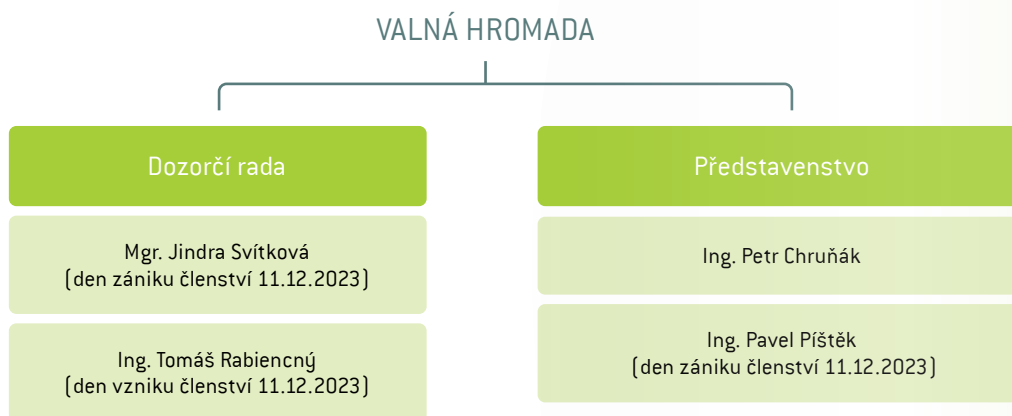 VALNÁ HROMADA
Dozorčí rada
Mgr. Jindra Svítková
(den zániku členství 11.12.2023)
Ing. Tomáš Rabiencný
(den vzniku členství 11.12.2023)
Představenstvo
Ing. Petr Chruňák
Ing. Pavel Píštěk
(den zániku členství 11.12.2023)